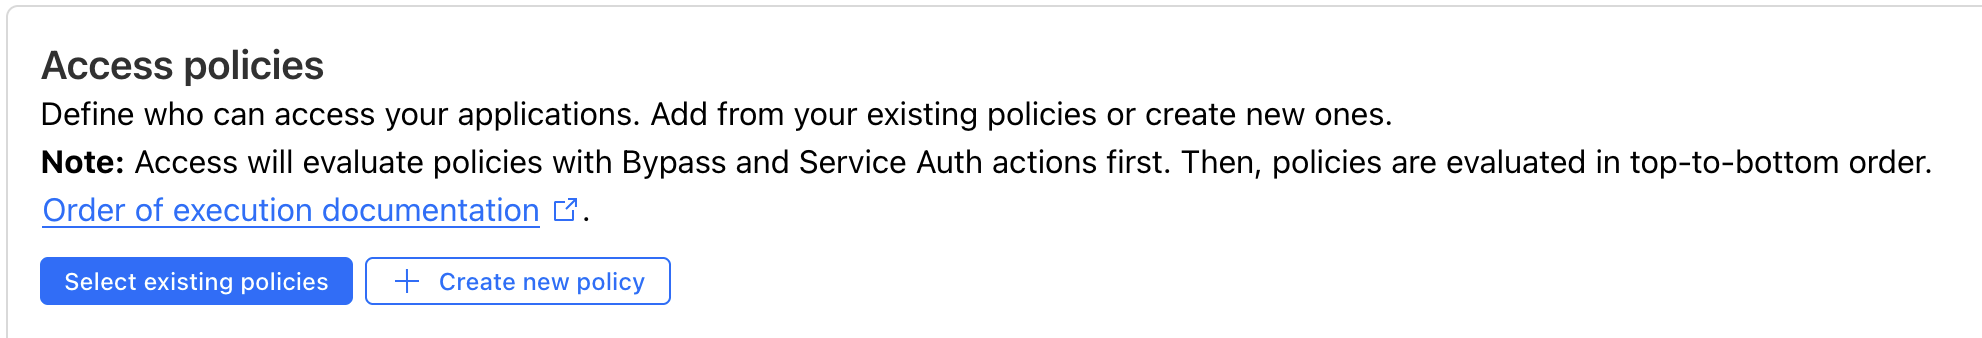 Access policies
Define who can access your applications. Add from your existing policies or create new ones.
Note: Access will evaluate policies with Bypass and Service Auth actions first. Then, policies are evaluated in top-to-bottom order.
Order of execution documentation .
Select existing policies
Create new policy